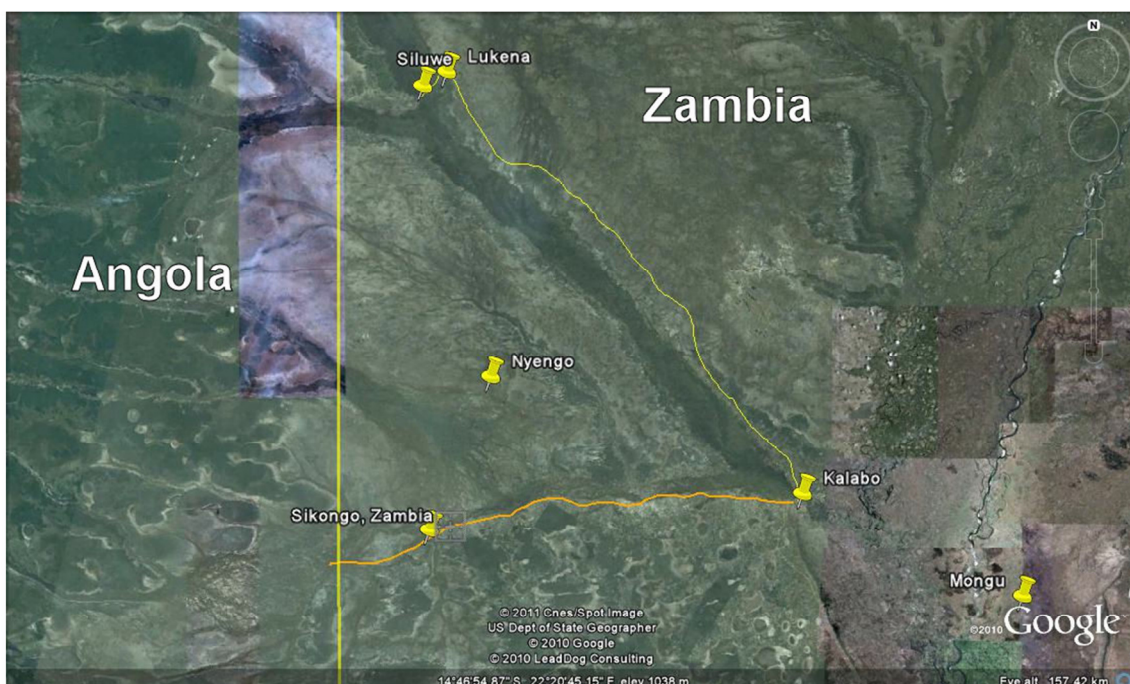 N
Siluwe Lukena
Zambia
Angola
Nyengo
Kalabo
Sikongo, Zambia
Mongu
© 2011 Cnes/Spot Image
US Dept of State Geographer
© 2010 Google
© 2010 LeadDog Consulting
©2010 Google
14°46'54.87" S 22°20'45.15" E elev 1038 m
Eye alt 157.42 km